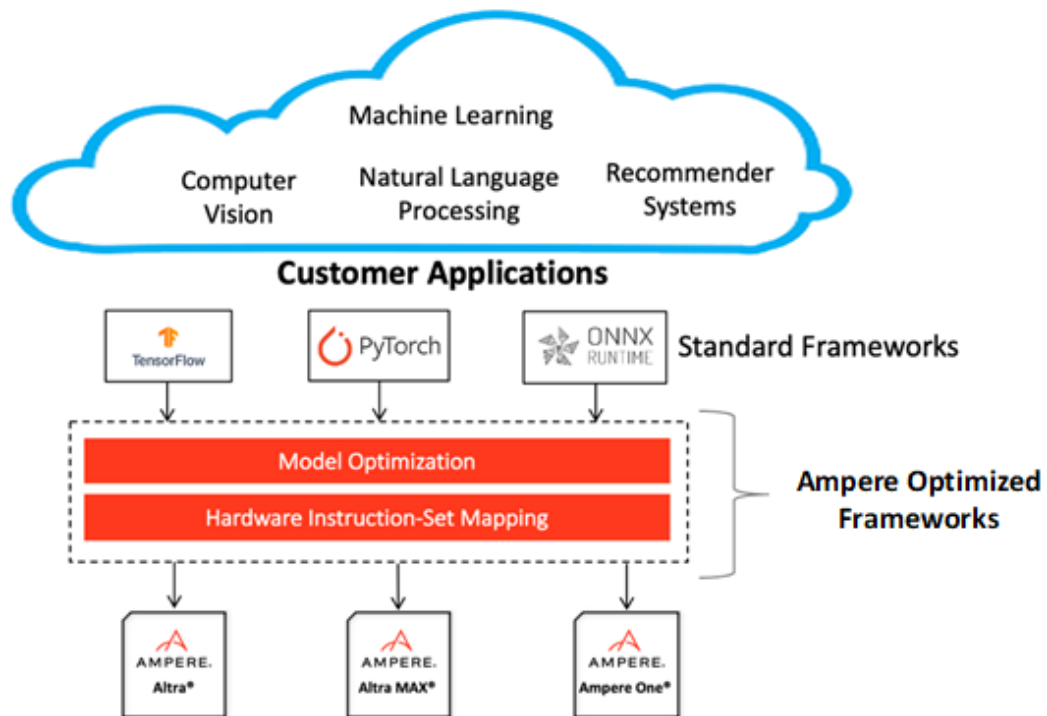 Machine Learning
Computer
Vision
Natural Language
Processing
Recommender
Systems
Customer Applications
TensorFlow
PyTorch
ONNX
RUNTIME
Standard Frameworks
Model Optimization
Hardware Instruction-Set Mapping
Ampere Optimized
Frameworks
AMPERE.
Altra®
AMPERE.
Altra MAX®
AMPERE.
Ampere One®